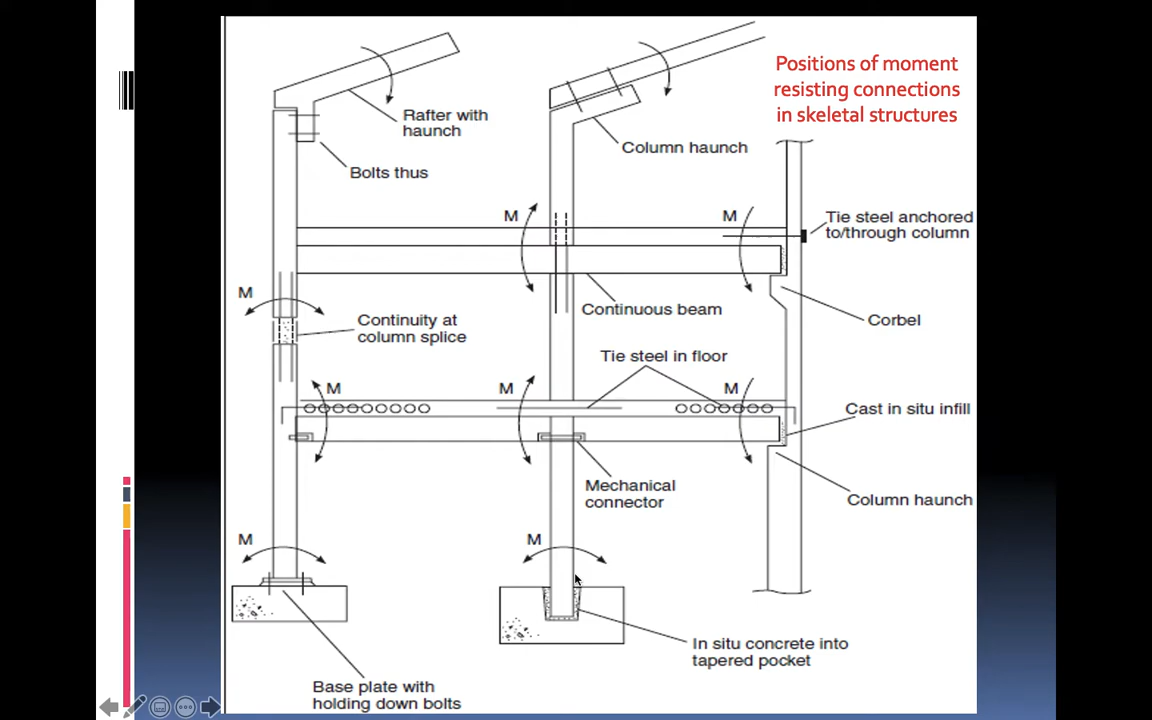 Positions of moment
resisting connections
in skeletal structures
Rafter with
haunch
Bolts thus
Column haunch
M
M
Tie steel anchored
to/through column
M
Continuous beam
Corbel
Continuity at
column splice
Tie steel in floor
M
M
M
Cast in situ infill
Mechanical
connector
Column haunch
M
M
In situ concrete into
tapered pocket
Base plate with
holding down bolts